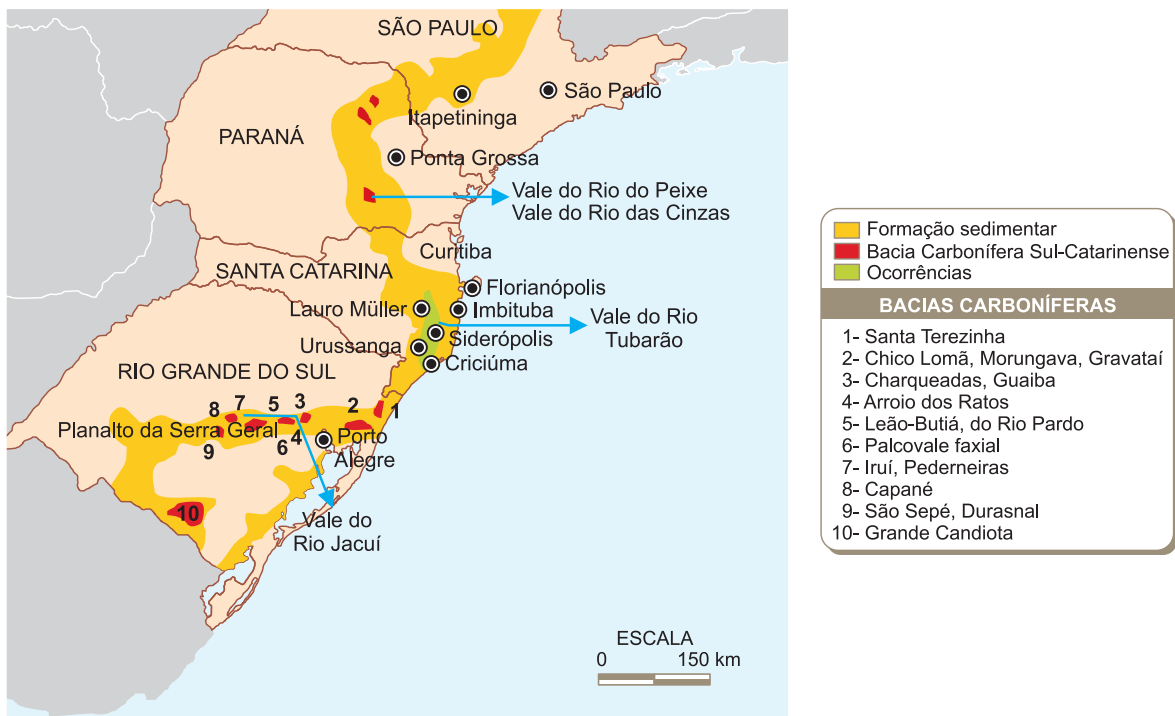 SÃO PAULO
São Paulo
Itapetininga
PARANÁ
Ponta Grossa
Vale do Rio do Peixe
Vale do Rio das Cinzas
Curitiba
SANTA CATARINA
Florianópolis
Lauro Müller
Imbituba
Vale do Rio
Tubarão
Siderópolis
Urussanga
Criciúma
RIO GRANDE DO SUL
8
7
5
3
2
1
Planalto da Serra Geral
9
6
4
Porto
Alegre
10
Vale do
Rio Jacuí
ESCALA
0
150 km
Formação sedimentar
Bacia Carbonífera Sul-Catarinense
Ocorrências
BACIAS CARBONÍFERAS
1- Santa Terezinha
2- Chico Lomã, Morungava, Gravataí
3- Charqueadas, Guaiba
4- Arroio dos Ratos
5- Leão-Butiá, do Rio Pardo
6- Palcovale faxial
7- Iruí, Pederneiras
8- Capané
9- São Sepé, Durasnal
10- Grande Candiota